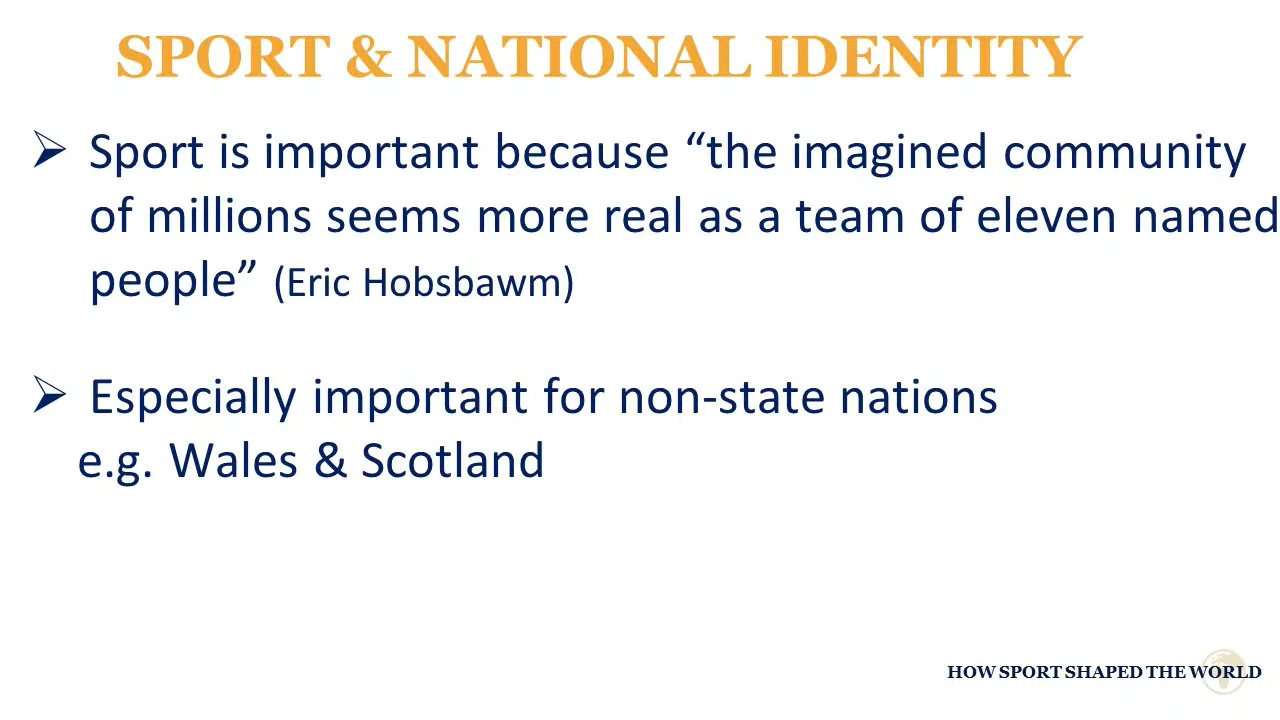 SPORT & NATIONAL IDENTITY
➢ Sport is important because “the imagined community
of millions seems more real as a team of eleven named
people” (Eric Hobsbawm)
➢ Especially important for non-state nations
e.g. Wales & Scotland
HOW SPORT SHAPED THE WORLD